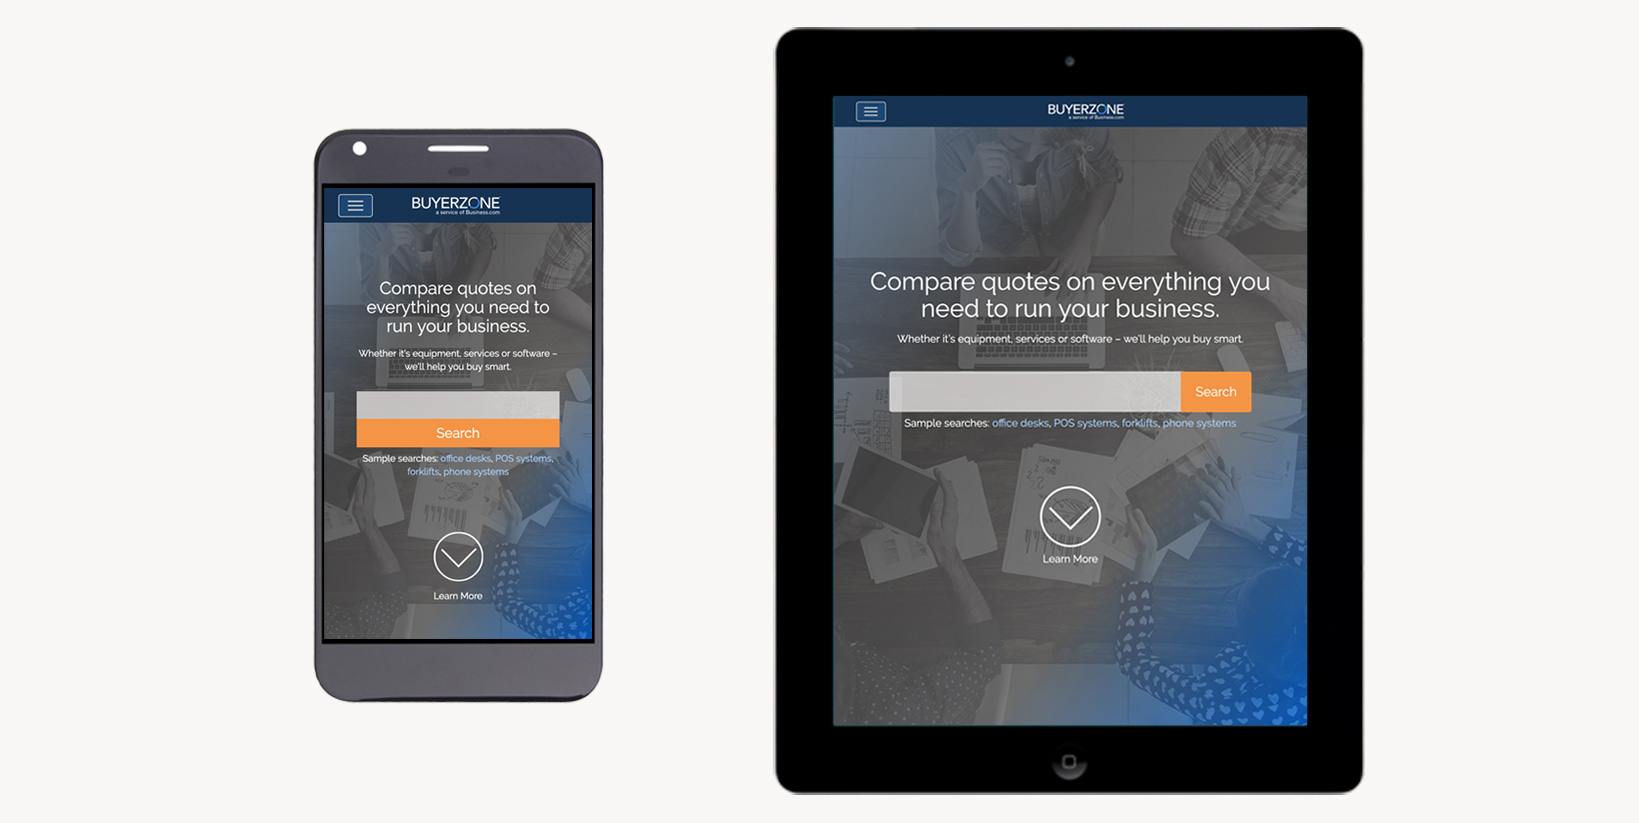 BUYERZONE
a service of Business.com
Compare quotes on
everything you need to
run your business.
Whether it's equipment, services or software –
we'll help you buy smart.
Search
Sample searches: office desks, POS systems,
forklifts, phone systems
Learn More
BUYERZONE
a service of Business.com
Compare quotes on everything you
need to run your business.
Whether it's equipment, services or software – we'll help you buy smart.
Search
Sample searches: office desks, POS systems, forklifts, phone systems
Learn More